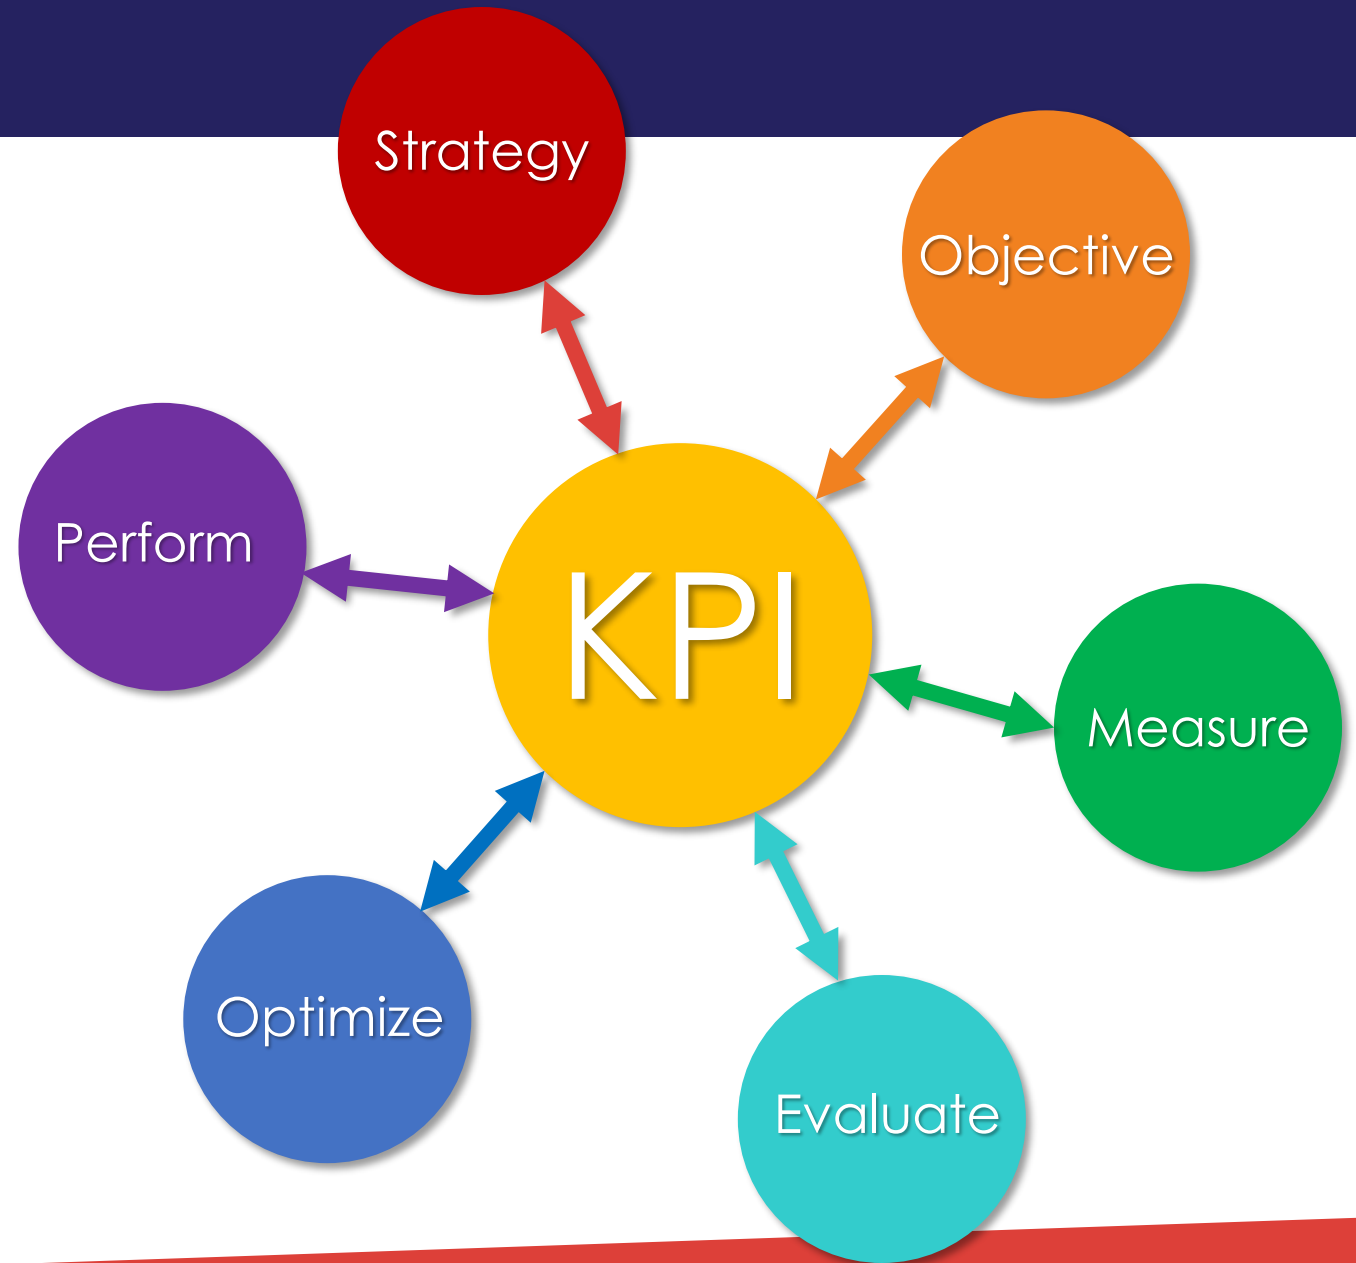 Strategy
Objective
Perform
KPI
Measure
Optimize
Evaluate